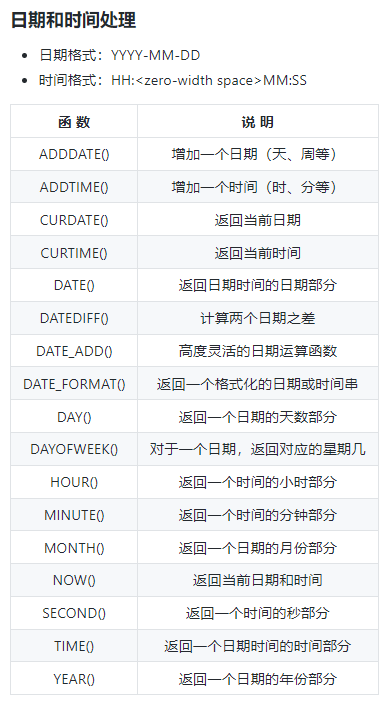 日期和时间处理
日期格式：YYYY-MM-DD
时间格式：HH:<zero-width space>MM:SS
函 数 说 明
ADDDATE() 增加一个日期（天、周等）
ADDTIME() 增加一个时间（时、分等）
CURDATE() 返回当前日期
CURTIME() 返回当前时间
DATE() 返回日期时间的日期部分
DATEDIFF() 计算两个日期之差
DATE_ADD() 高度灵活的日期运算函数
DATE_FORMAT() 返回一个格式化的日期或时间串
DAY() 返回一个日期的天数部分
DAYOFWEEK() 对于一个日期，返回对应的星期几
HOUR() 返回一个时间的小时部分
MINUTE() 返回一个时间的分钟部分
MONTH() 返回一个日期的月份部分
NOW() 返回当前日期和时间
SECOND() 返回一个时间的秒部分
TIME() 返回一个日期时间的时间部分
YEAR() 返回一个日期的年份部分